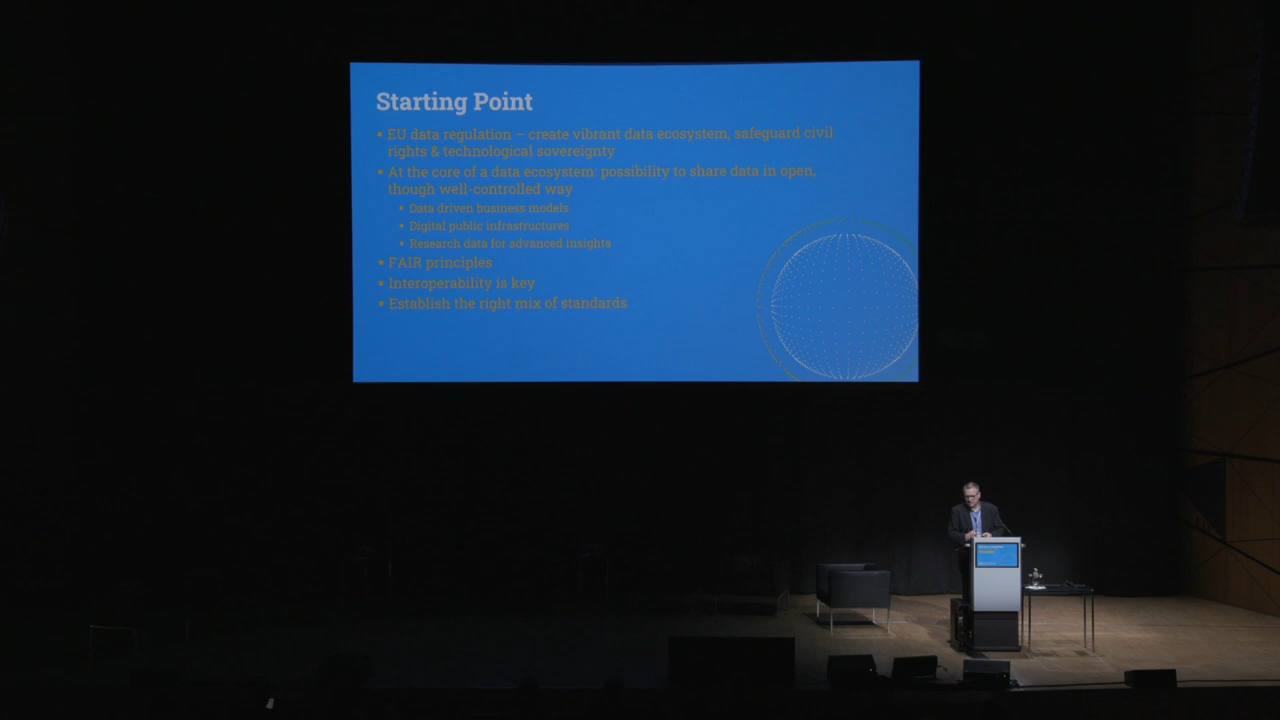 Starting Point
▪ EU data regulation – create vibrant data ecosystem, safeguard civil
rights & technological sovereignty
▪ At the core of a data ecosystem: possibility to share data in open,
though well-controlled way
▪ Data driven business models
▪ Digital public infrastructures
▪ Research data for advanced insights
▪ FAIR principles
▪ Interoperability is key
▪ Establish the right mix of standards